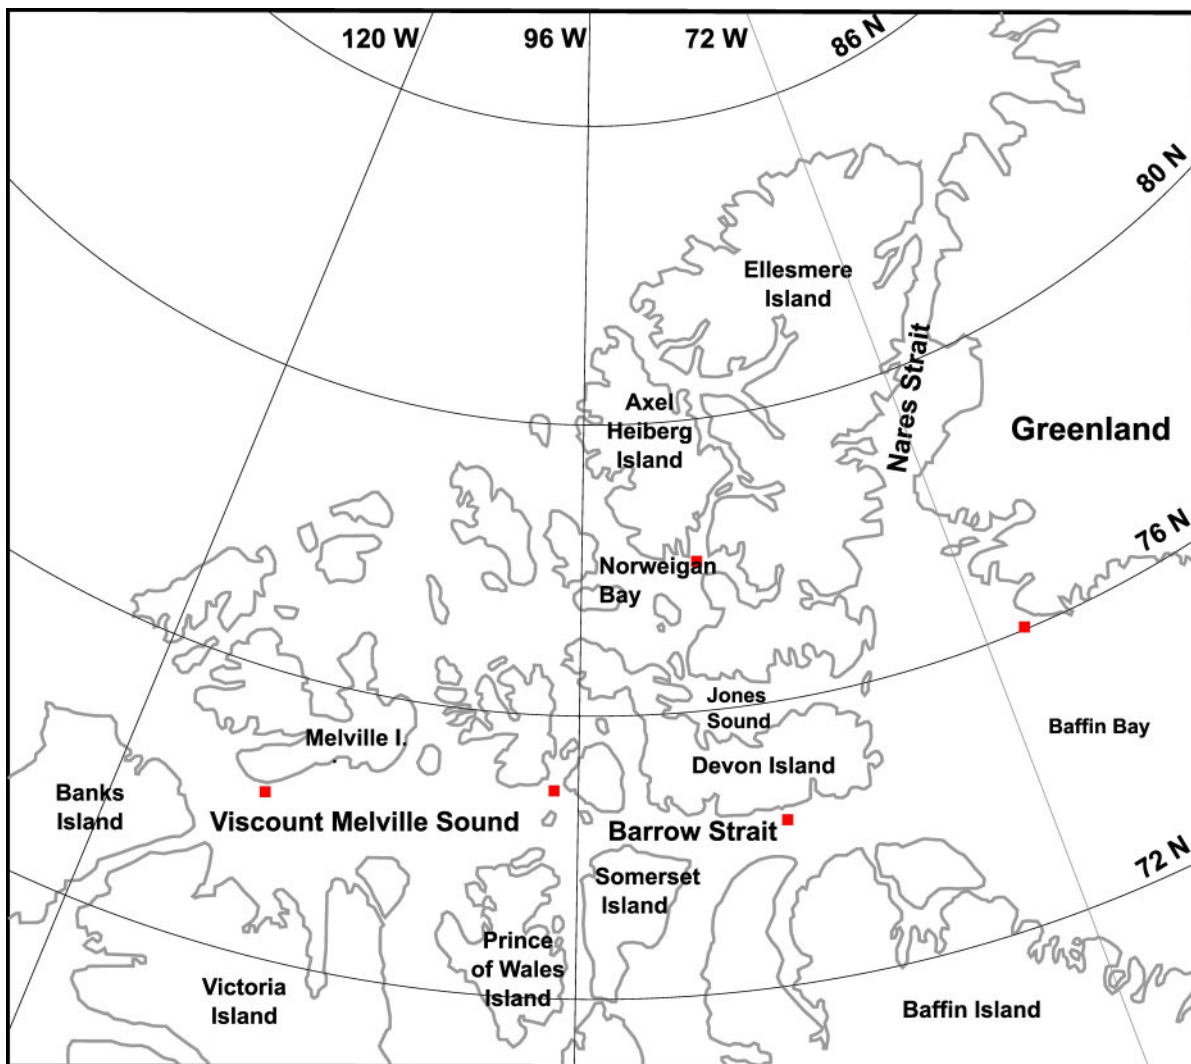 120 W
96 W
72 W
86 N
80 N
Ellesmere
Island
Nares Strait
Axel
Heiberg
Island
Greenland
76 N
Norweigan
Bay
Jones
Sound
Baffin Bay
Melville I.
Devon Island
Banks
Island
Viscount Melville Sound
Barrow Strait
72 N
Somerset
Island
Prince
of Wales
Island
Victoria
Island
Baffin Island